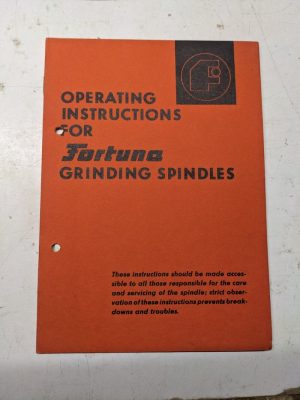 OPERATING
INSTRUCTIONS
FOR
Fortuna
GRINDING SPINDLES
These instructions should be made acces-
sible to all those responsible for the care
and servicing of the spindle; strict obser-
vation of these instructions prevents break-
downs and troubles.